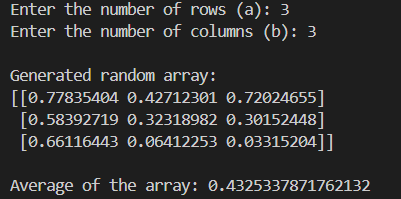 Enter the number of rows (a): 3
Enter the number of columns (b): 3
Generated random array:
[[0.77835404 0.42712301 0.72024655]
[0.58392719 0.32318982 0.30152448]
[0.66116443 0.06412253 0.03315204]]
Average of the array: 0.4325337871762132